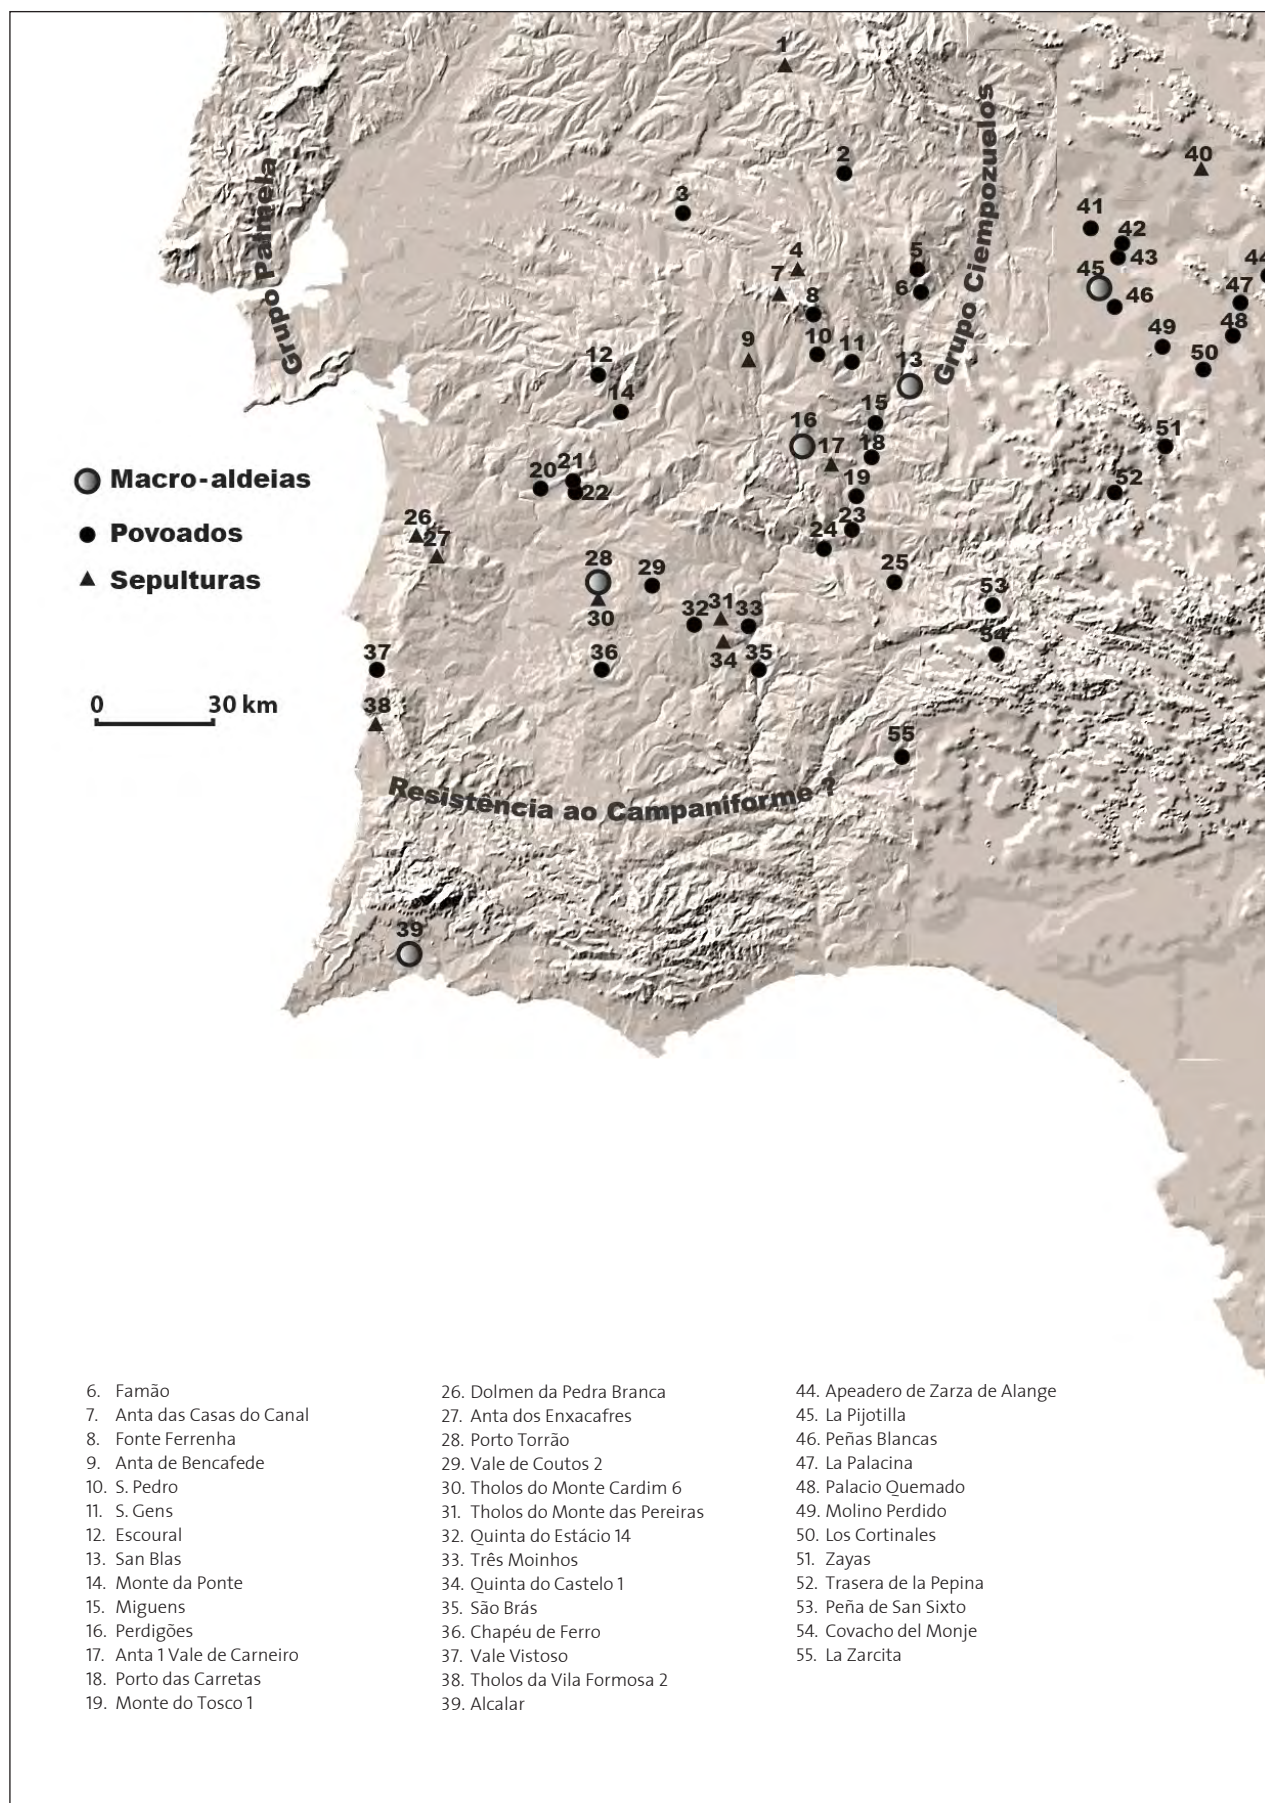 1
2
3
40
41
42
43
4
5
7
6
8
45
44
46
47
48
49
50
9
10
11
12
13
14
15
16
17
18
19
20
21
22
23
24
25
26
27
28
29
30
31
32
33
34
35
36
37
38
39
51
52
53
54
55
Grupo Palmela
Grupo Ciempozuelos
Resistência ao Campaniforme ?
Macro-aldeias
Povoados
Sepulturas
0 30 km
6. Famão
7. Anta das Casas do Canal
8. Fonte Ferrenha
9. Anta de Bencafede
10. S. Pedro
11. S. Gens
12. Escoural
13. San Blas
14. Monte da Ponte
15. Miguens
16. Perdigões
17. Anta 1 Vale de Carneiro
18. Porto das Carretas
19. Monte do Tosco 1
26. Dolmen da Pedra Branca
27. Anta dos Enxacafres
28. Porto Torrão
29. Vale de Coutos 2
30. Tholos do Monte Cardim 6
31. Tholos do Monte das Pereiras
32. Quinta do Estácio 14
33. Três Moinhos
34. Quinta do Castelo 1
35. São Brás
36. Chapéu de Ferro
37. Vale Vistoso
38. Tholos da Vila Formosa 2
39. Alcalar
44. Apeadero de Zarza de Alange
45. La Pijotilla
46. Peñas Blancas
47. La Palacina
48. Palacio Quemado
49. Molino Perdido
50. Los Cortinales
51. Zayas
52. Trasera de la Pepina
53. Peña de San Sixto
54. Covacho del Monje
55. La Zarcita